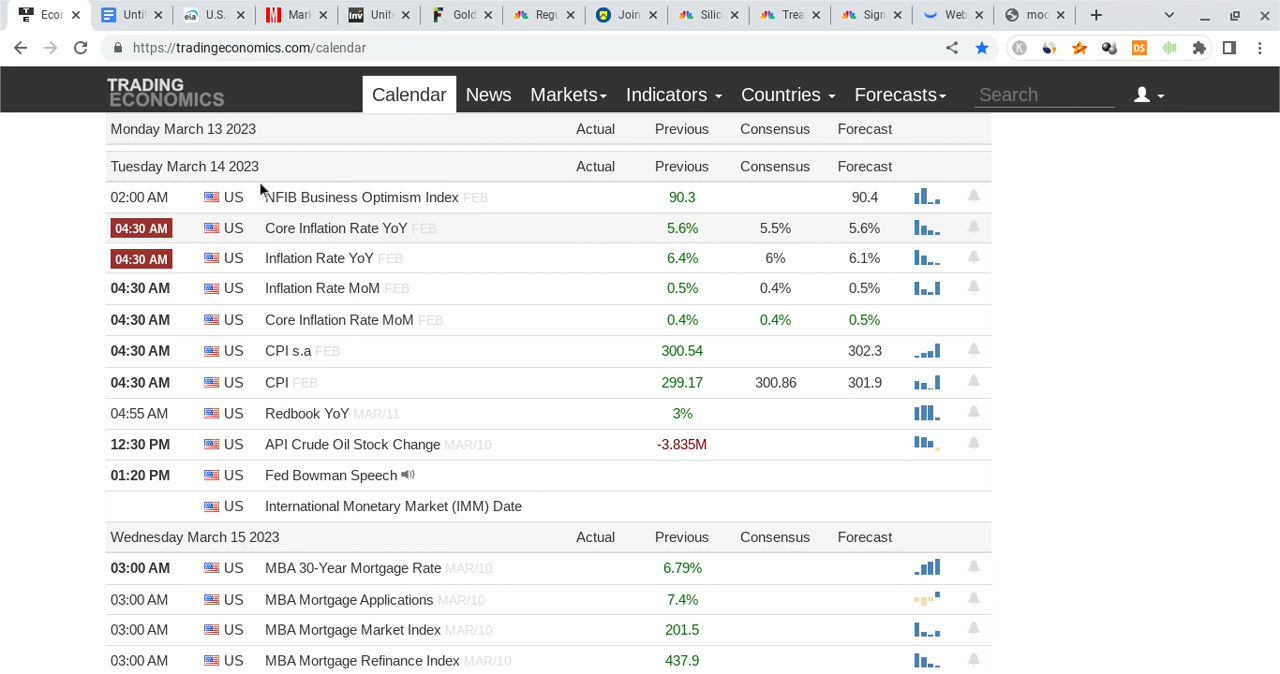 Econ Unti U.S. Mark Unite Gold Regu Join Silic Trea Sign Web moc
https://tradingeconomics.com/calendar
TRADING
ECONOMICS
Calendar News Markets Indicators Countries Forecasts Search
Monday March 13 2023 Actual Previous Consensus Forecast
Tuesday March 14 2023 Actual Previous Consensus Forecast
02:00 AM US NFIB Business Optimism Index FEB 90.3 90.4
04:30 AM US Core Inflation Rate YoY FEB 5.6% 5.5% 5.6%
04:30 AM US Inflation Rate YoY FEB 6.4% 6% 6.1%
04:30 AM US Inflation Rate MoM FEB 0.5% 0.4% 0.5%
04:30 AM US Core Inflation Rate MoM FEB 0.4% 0.4% 0.5%
04:30 AM US CPI s.a FEB 300.54 302.3
04:30 AM US CPI FEB 299.17 300.86 301.9
04:55 AM US Redbook YoY MAR/11 3%
12:30 PM US API Crude Oil Stock Change MAR/10 -3.835M
01:20 PM US Fed Bowman Speech
US International Monetary Market (IMM) Date
Wednesday March 15 2023 Actual Previous Consensus Forecast
03:00 AM US MBA 30-Year Mortgage Rate MAR/10 6.79%
03:00 AM US MBA Mortgage Applications MAR/10 7.4%
03:00 AM US MBA Mortgage Market Index MAR/10 201.5
03:00 AM US MBA Mortgage Refinance Index MAR/10 437.9